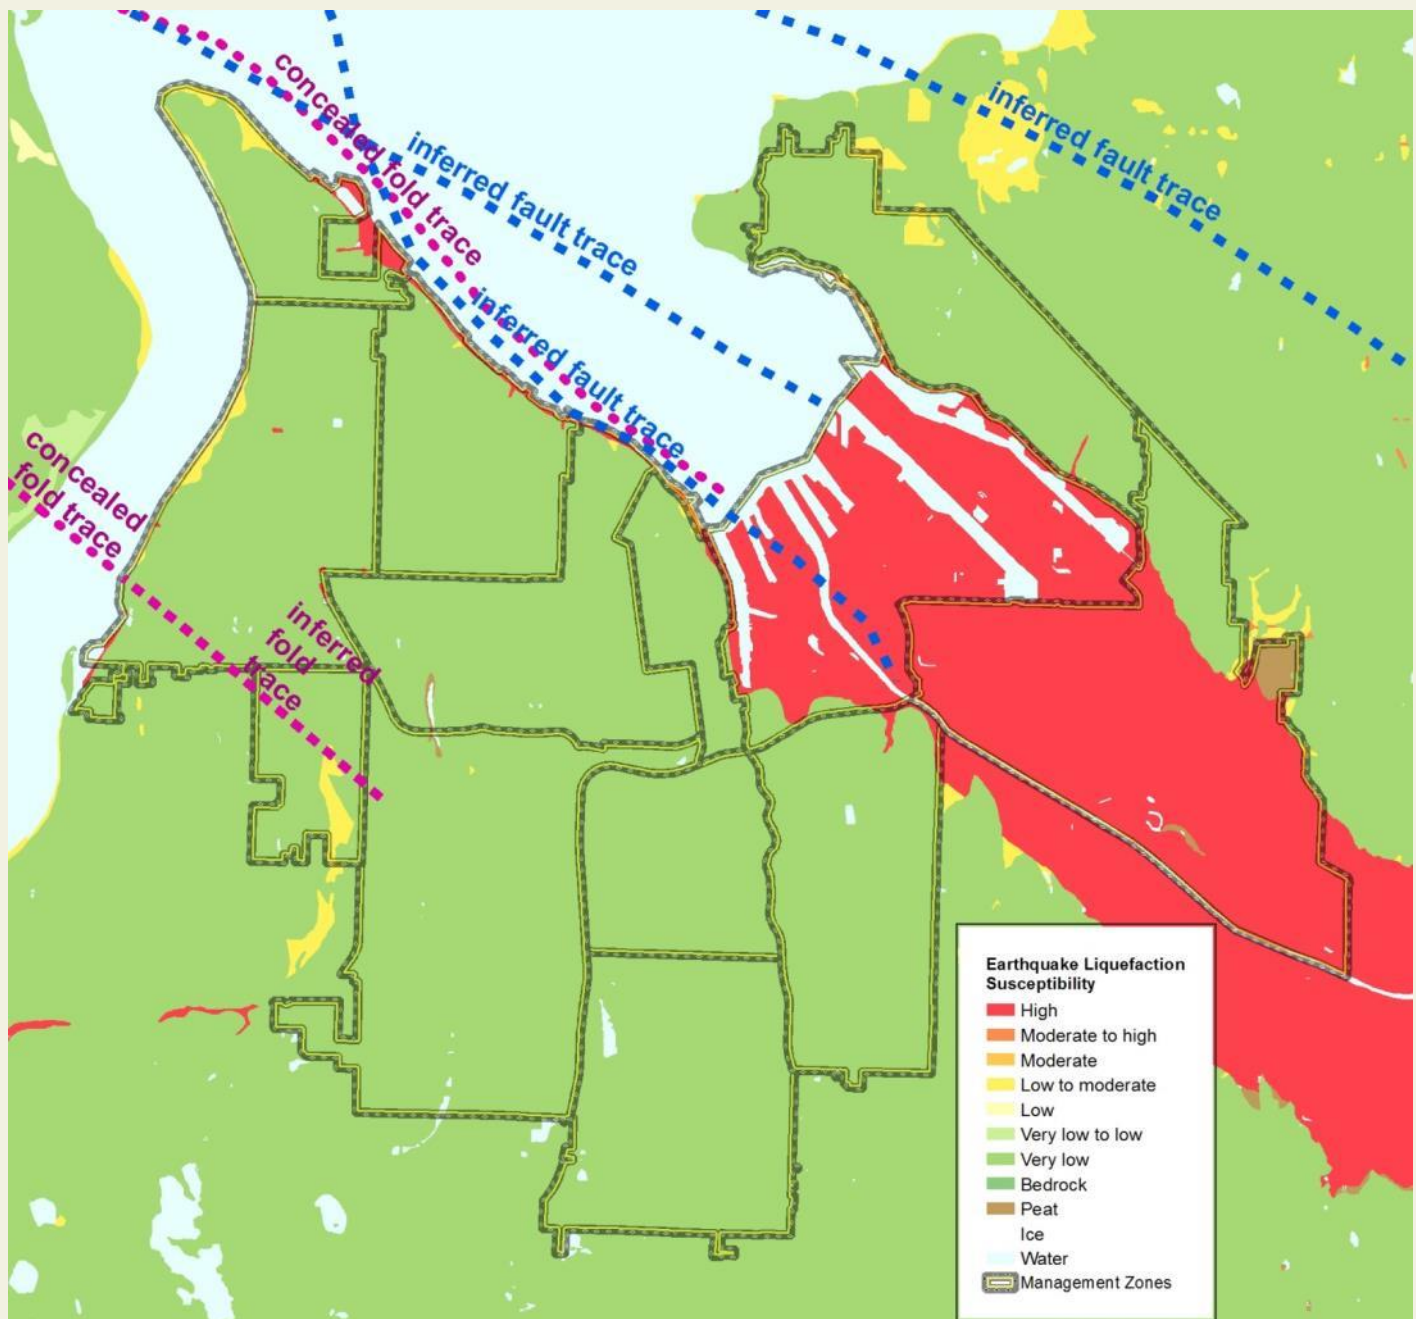 concealed fold trace
inferred fault trace
inferred fault trace
inferred fault trace
concealed
fold trace
inferred
fold
trace
Earthquake Liquefaction
Susceptibility
High
Moderate to high
Moderate
Low to moderate
Low
Very low to low
Very low
Bedrock
Peat
Ice
Water
Management Zones